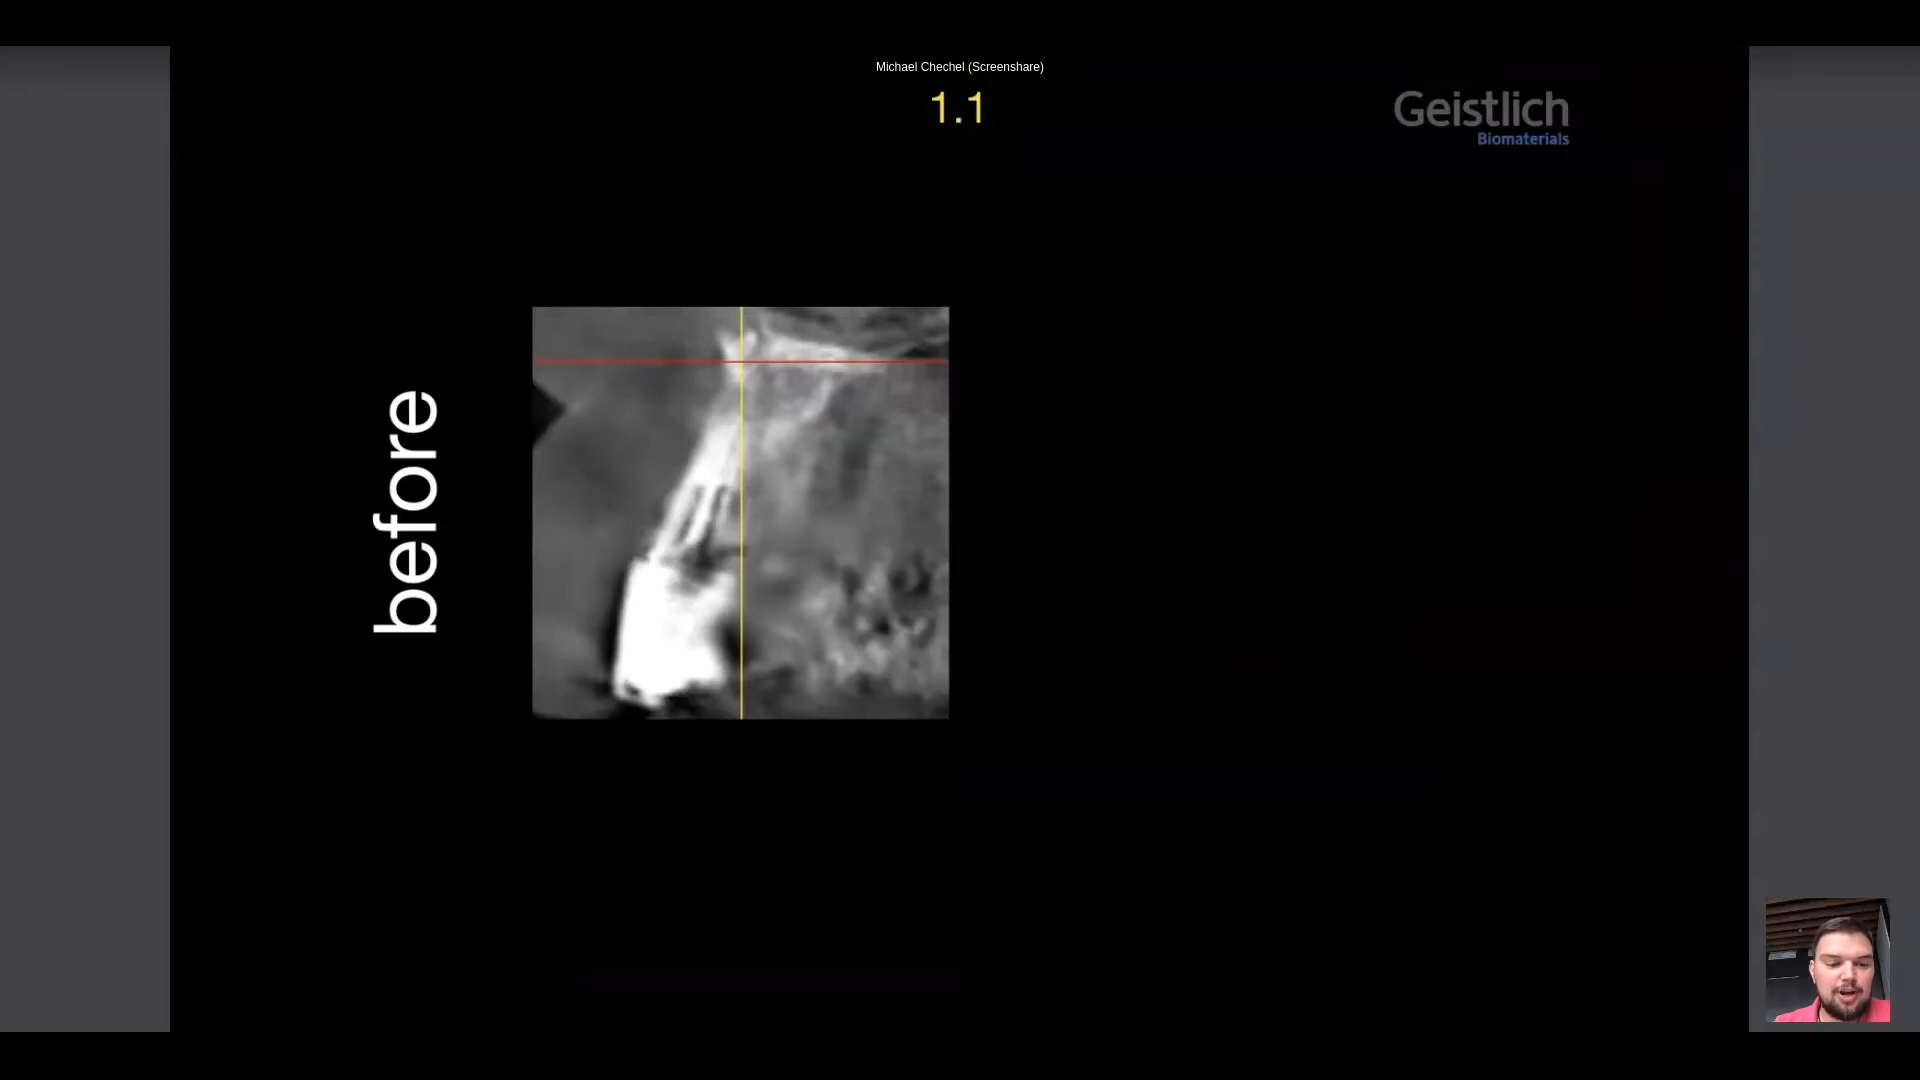 Michael Chechel (Screenshare)
1.1
Geistlich
Biomaterials
before